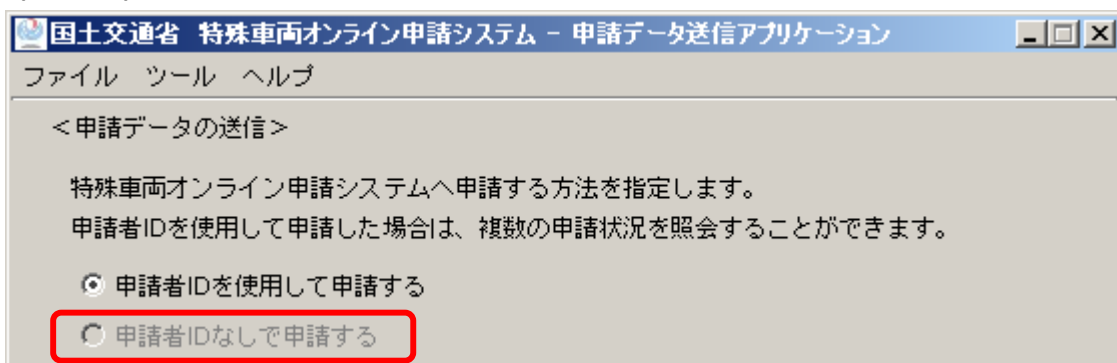 国土交通省 特殊車両オンライン申請システム - 申請データ送信アプリケーション
ファイル ツール ヘルプ
<申請データの送信>
特殊車両オンライン申請システムへ申請する方法を指定します。
申請者IDを使用して申請した場合は、複数の申請状況を照会することができます。
申請者IDを使用して申請する
申請者IDなしで申請する